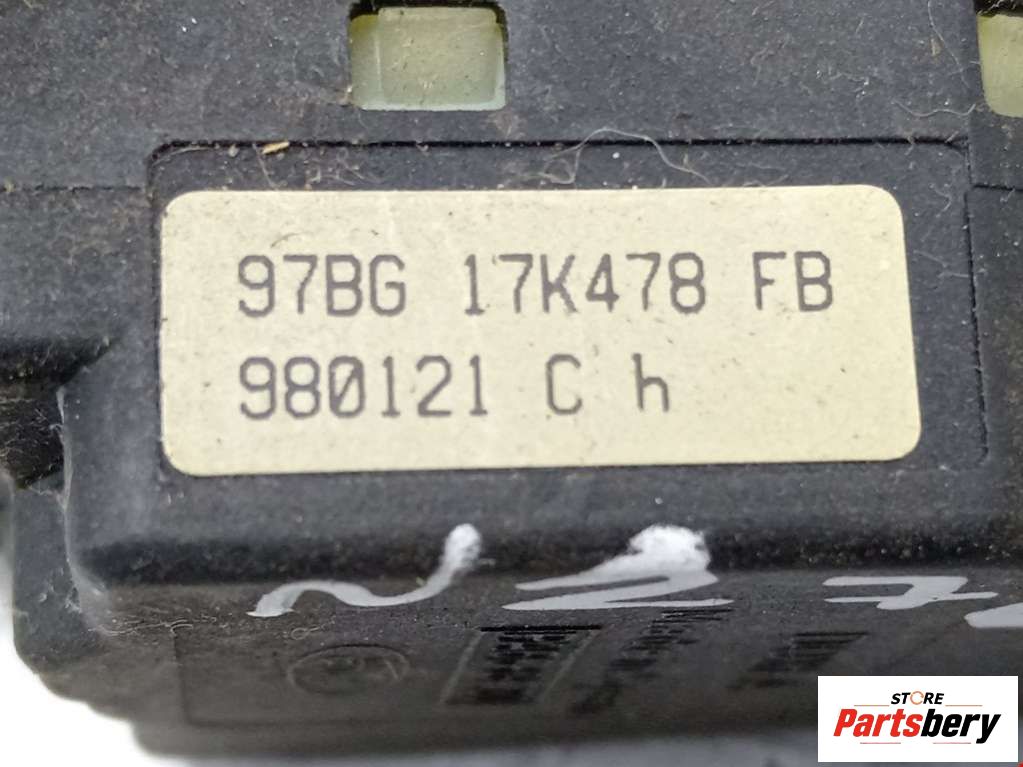 97BG 17K478 FB
980121 C h
STORE
Partsbery